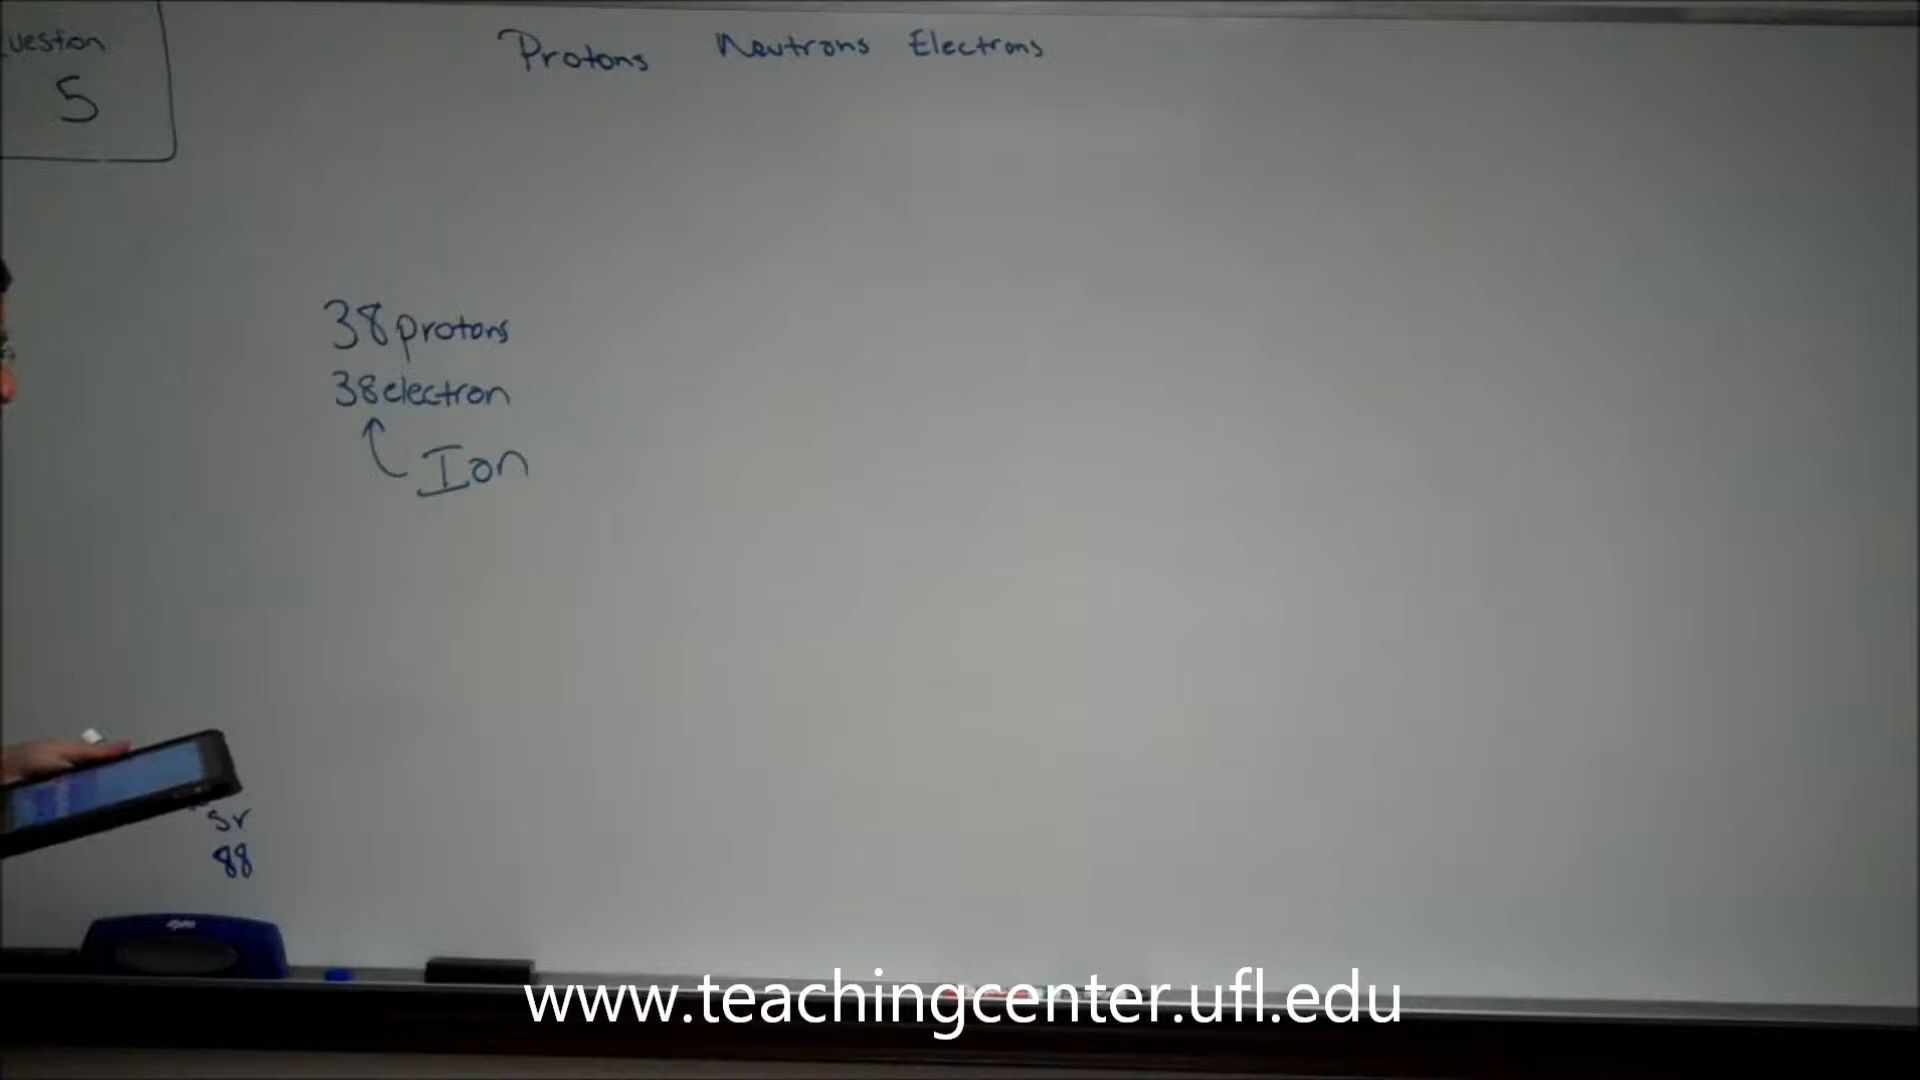 uestion
5
Protons Neutrons Electrons
38 protons
38 electron
Ion
Sr
88
www.teachingcenter.ufl.edu